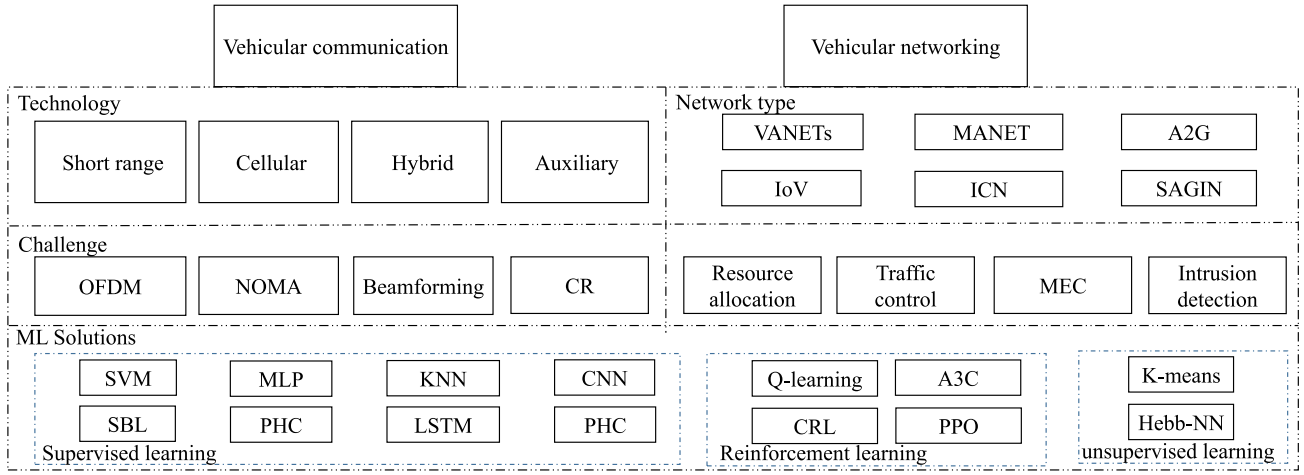 Vehicular communication
Vehicular networking
Technology
Short range
Cellular
Hybrid
Auxiliary
Network type
VANETs
MANET
A2G
IoV
ICN
SAGIN
Challenge
OFDM
NOMA
Beamforming
CR
Resource
allocation
Traffic
control
MEC
Intrusion
detection
ML Solutions
SVM
MLP
KNN
CNN
SBL
PHC
LSTM
PHC
Supervised learning
Q-learning
A3C
CRL
PPO
Reinforcement learning
K-means
Hebb-NN
unsupervised learning